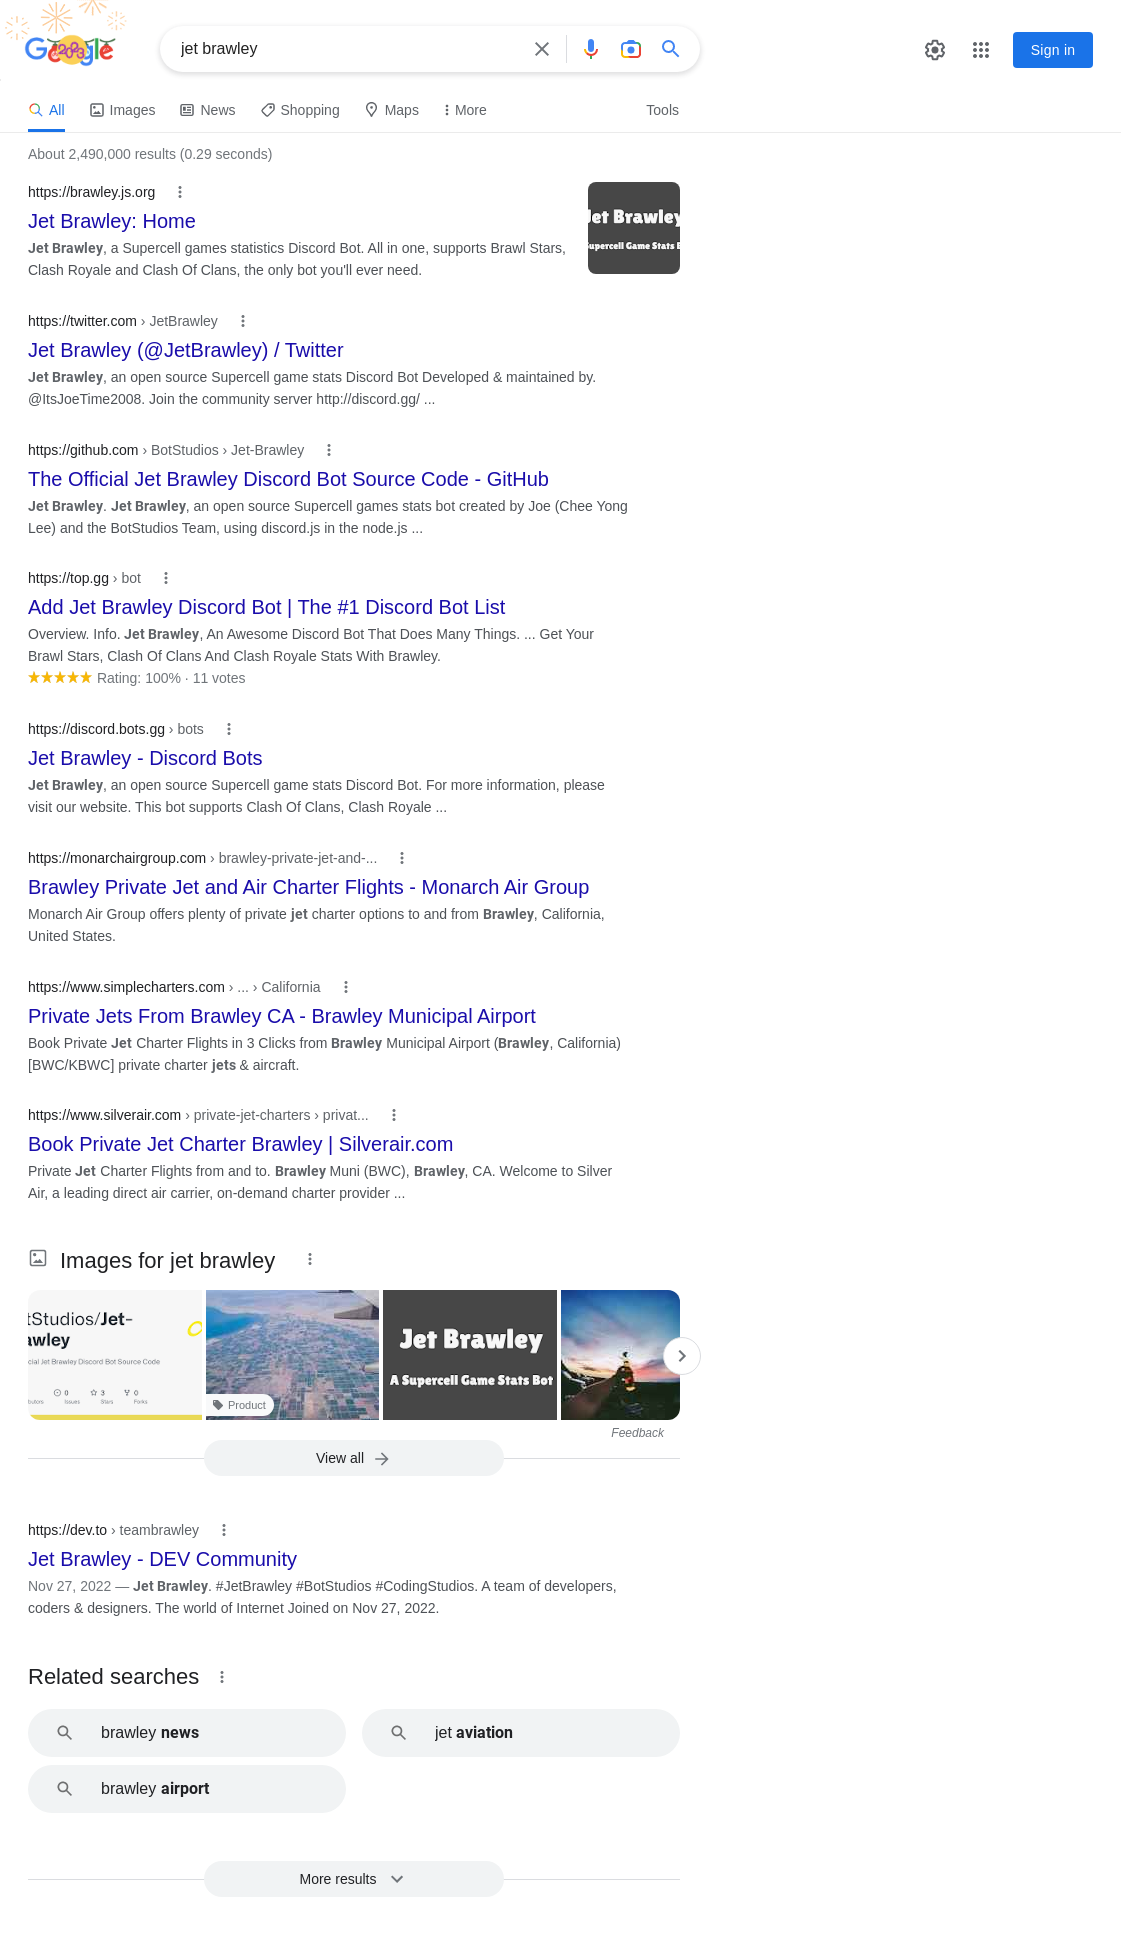 Google
jet brawley
Sign in
All
Images
News
Shopping
Maps
More
Tools
About 2,490,000 results (0.29 seconds)
https://brawley.js.org
Jet Brawley: Home
Jet Brawley, a Supercell games statistics Discord Bot. All in one, supports Brawl Stars,
Clash Royale and Clash Of Clans, the only bot you'll ever need.
Jet Brawley
Supercell Game Stats B
https://twitter.com › JetBrawley
Jet Brawley (@JetBrawley) / Twitter
Jet Brawley, an open source Supercell game stats Discord Bot Developed & maintained by.
@ItsJoeTime2008. Join the community server http://discord.gg/ ...
https://github.com › BotStudios › Jet-Brawley
The Official Jet Brawley Discord Bot Source Code - GitHub
Jet Brawley. Jet Brawley, an open source Supercell games stats bot created by Joe (Chee Yong
Lee) and the BotStudios Team, using discord.js in the node.js ...
https://top.gg › bot
Add Jet Brawley Discord Bot | The #1 Discord Bot List
Overview. Info. Jet Brawley, An Awesome Discord Bot That Does Many Things. ... Get Your
Brawl Stars, Clash Of Clans And Clash Royale Stats With Brawley.
Rating: 100% · 11 votes
https://discord.bots.gg › bots
Jet Brawley - Discord Bots
Jet Brawley, an open source Supercell game stats Discord Bot. For more information, please
visit our website. This bot supports Clash Of Clans, Clash Royale ...
https://monarchairgroup.com › brawley-private-jet-and-...
Brawley Private Jet and Air Charter Flights - Monarch Air Group
Monarch Air Group offers plenty of private jet charter options to and from Brawley, California,
United States.
https://www.simplecharters.com › ... › California
Private Jets From Brawley CA - Brawley Municipal Airport
Book Private Jet Charter Flights in 3 Clicks from Brawley Municipal Airport (Brawley, California)
[BWC/KBWC] private charter jets & aircraft.
https://www.silverair.com › private-jet-charters › privat...
Book Private Jet Charter Brawley | Silverair.com
Private Jet Charter Flights from and to. Brawley Muni (BWC), Brawley, CA. Welcome to Silver
Air, a leading direct air carrier, on-demand charter provider ...
Images for jet brawley
tStudios/Jet-
awley
cial Jet Brawley Discord Bot Source Code
0
3
0
butors
Issues
Stars
Forks
Product
Jet Brawley
A Supercell Game Stats Bot
Feedback
View all
https://dev.to › teambrawley
Jet Brawley - DEV Community
Nov 27, 2022 — Jet Brawley. #JetBrawley #BotStudios #CodingStudios. A team of developers,
coders & designers. The world of Internet Joined on Nov 27, 2022.
Related searches
brawley news
jet aviation
brawley airport
More results